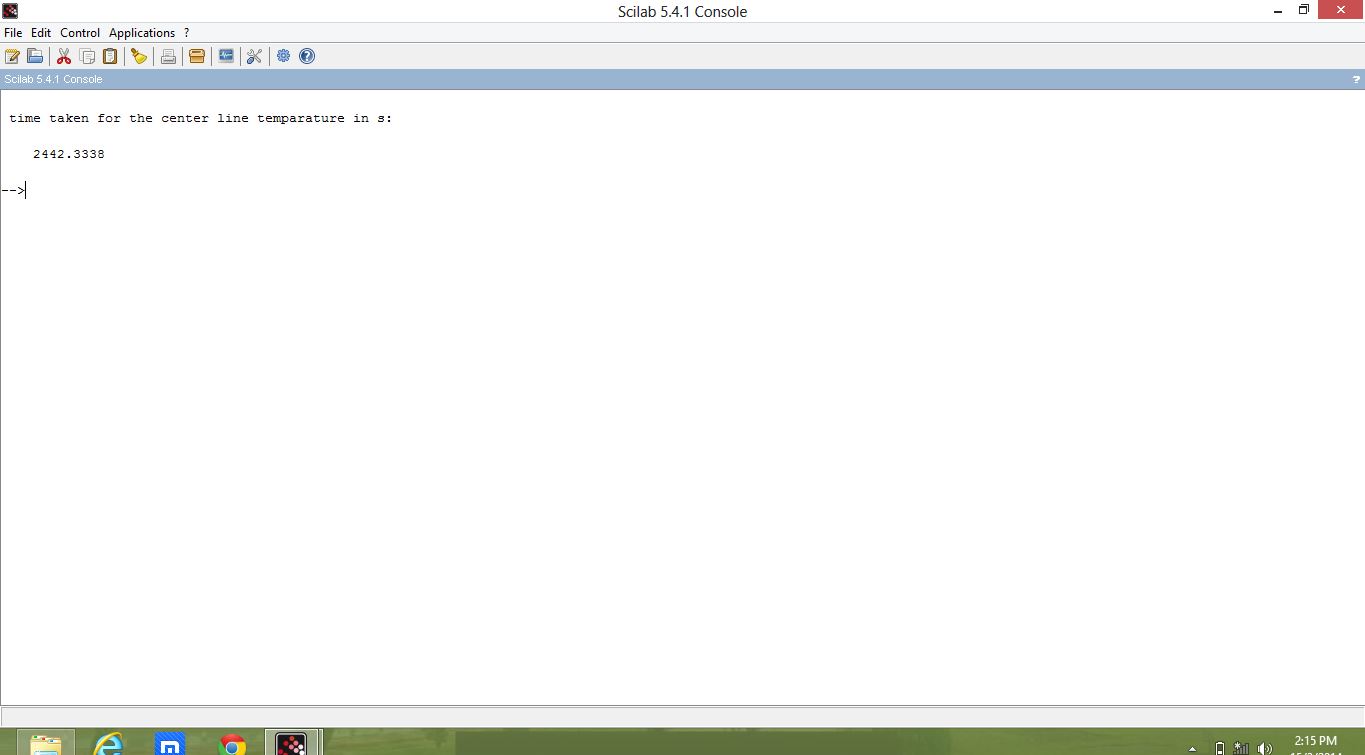 Scilab 5.4.1 Console
File Edit Control Applications ?
Scilab 5.4.1 Console ?
time taken for the center line temparature in s:
2442.3338
-->
2:15 PM